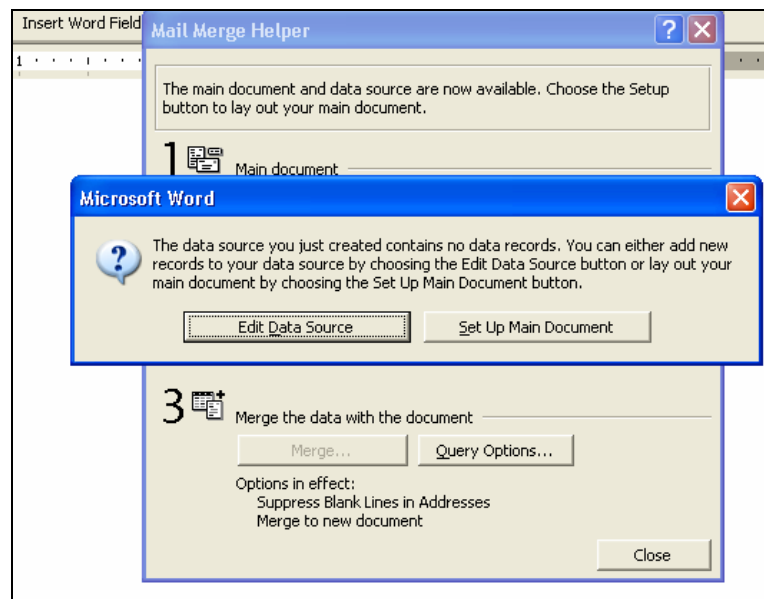 Insert Word Field
Mail Merge Helper
1
The main document and data source are now available. Choose the Setup
button to lay out your main document.
1 Main document
Microsoft Word
The data source you just created contains no data records. You can either add new
records to your data source by choosing the Edit Data Source button or lay out your
main document by choosing the Set Up Main Document button.
Edit Data Source
Set Up Main Document
3 Merge the data with the document
Merge...
Query Options...
Options in effect:
Suppress Blank Lines in Addresses
Merge to new document
Close